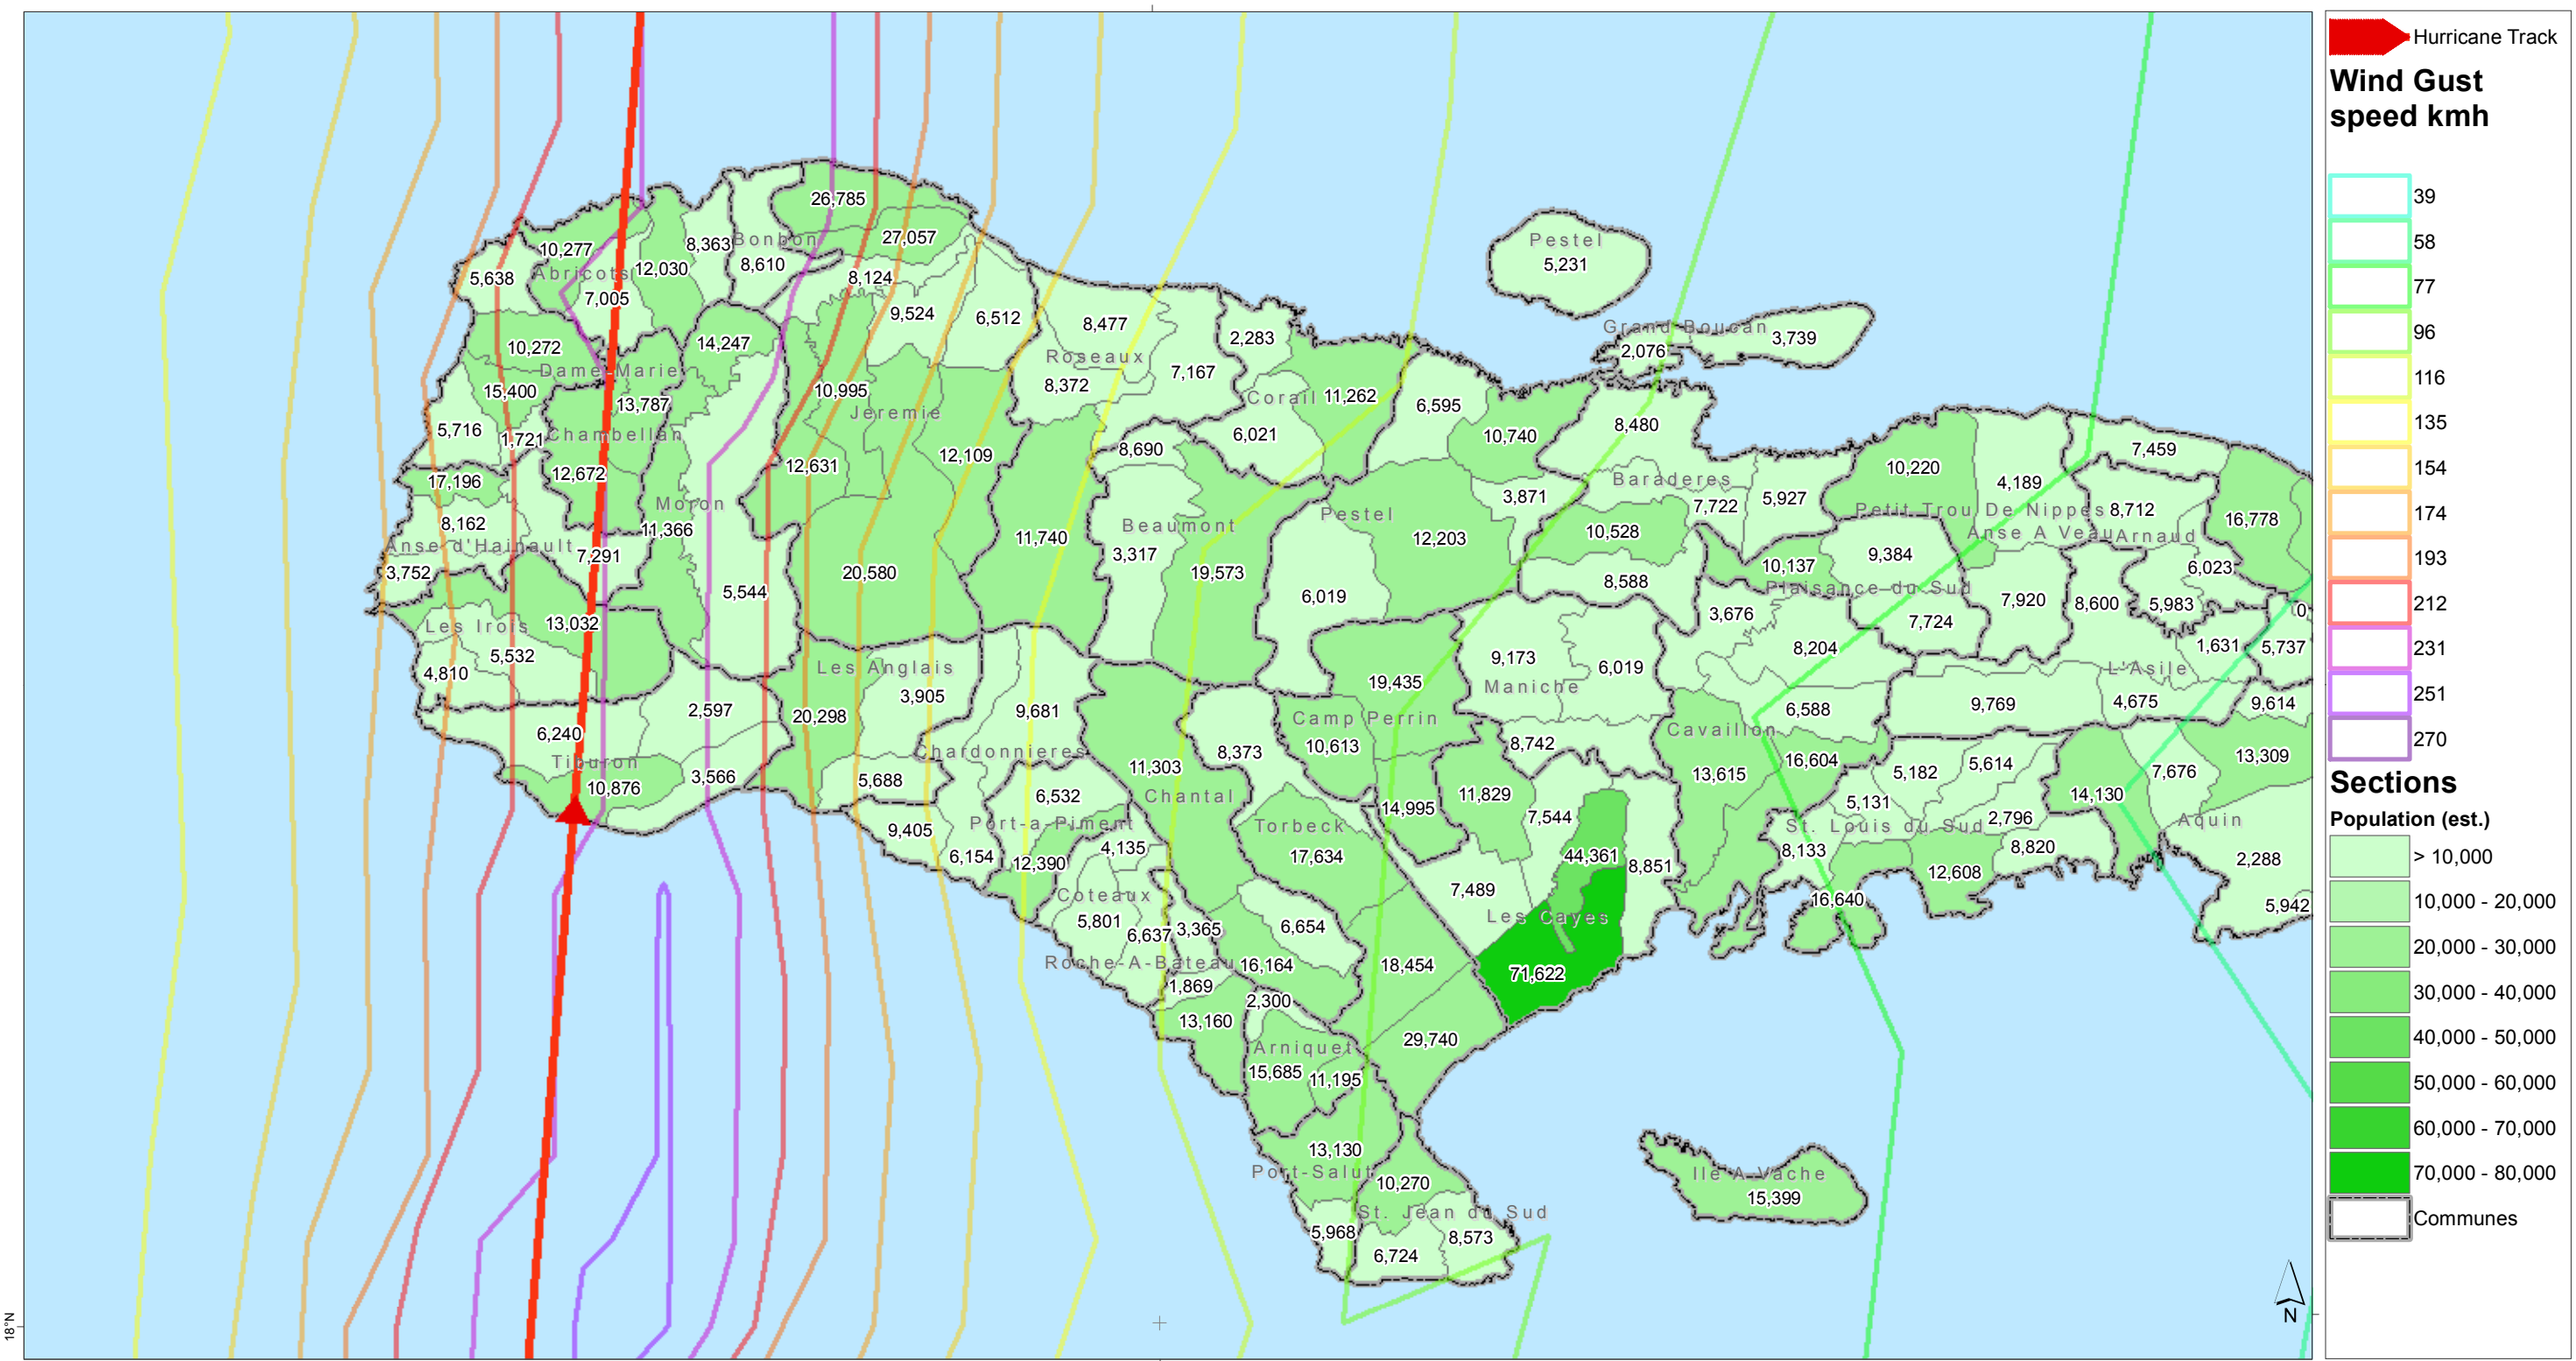 Hurricane Track
Wind Gust
speed kmh
39
58
77
96
116
135
154
174
193
212
231
251
270
Sections
Population (est.)
> 10,000
10,000 - 20,000
20,000 - 30,000
30,000 - 40,000
40,000 - 50,000
50,000 - 60,000
60,000 - 70,000
70,000 - 80,000
Communes
N
18°N
26,785
27,057
10,277
8,363
Bonbon
8,610
5,638
Abricots
12,030
7,005
8,124
9,524
6,512
Pestel
5,231
Grand-Boucan
2,076
3,739
10,272
14,247
8,477
Roseaux
8,372
7,167
2,283
Dame-Marie
15,400
13,787
10,995
Jeremie
Corail
11,262
6,595
5,716
1,721
Chambellan
12,672
12,631
12,109
8,690
6,021
10,740
8,480
17,196
8,162
Moron
11,366
Anse d'Hainault
3,752
7,291
5,544
20,580
11,740
Beaumont
3,317
19,573
Pestel
12,203
6,019
3,871
Baraderes
7,722
5,927
10,528
8,588
10,220
4,189
7,459
Petit Trou De Nippes
8,712
16,778
Anse A Veau
Arnaud
9,384
10,137
Plaisance du Sud
6,023
5,983
8,600
7,920
7,724
3,676
8,204
0
1,631
5,737
L'Asile
13,032
Les Irois
5,532
4,810
Les Anglais
3,905
20,298
2,597
6,240
9,681
Tiburon
10,876
3,566
Chardonnieres
5,688
19,435
9,173
6,019
Maniche
Camp Perrin
10,613
8,373
11,303
Chantal
8,742
Cavaillon
13,615
16,604
6,588
9,769
4,675
9,614
13,309
5,182
5,614
7,676
14,130
5,131
2,796
St. Louis du Sud
8,133
8,820
Aquin
2,288
12,608
16,640
5,942
6,532
Port-a-Piment
9,405
6,154
12,390
4,135
Coteaux
5,801
6,637
3,365
Roche-A-Bateau
1,869
13,160
Torbeck
17,634
14,995
11,829
7,544
44,361
8,851
7,489
Les Cayes
71,622
6,654
16,164
18,454
2,300
29,740
Arniquet
15,685
11,195
13,130
Port-Salut
10,270
St. Jean du Sud
5,968
6,724
8,573
Ile A Vache
15,399